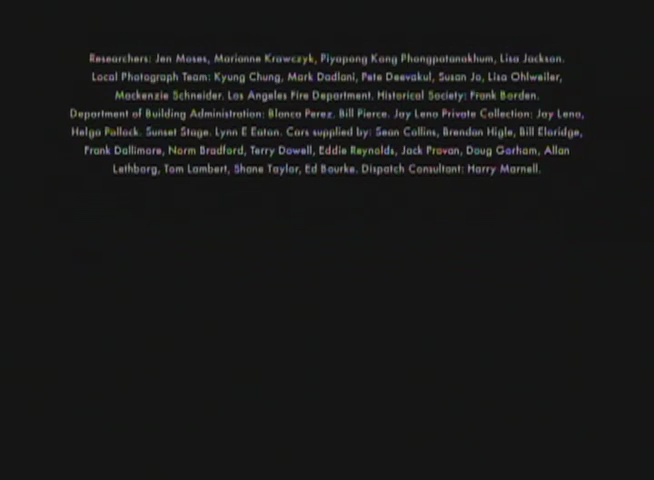 Researchers: Jen Moses, Marianne Krawczyk, Piyapong Kang Phongpatanakhum, Lisa Jackson.
Local Photograph Team: Kyung Chung, Mark Dadlani, Pete Deevakul, Susan Jo, Lisa Ohlweiler,
Mackenzie Schneider. Los Angeles Fire Department. Historical Society: Frank Borden.
Department of Building Administration: Blanca Perez. Bill Pierce. Jay Leno Private Collection: Jay Leno,
Helga Pollock. Sunset Stage. Lynn E Eaton. Cars supplied by: Sean Collins, Brendan Higle, Bill Elbridge,
Frank Dallimore, Norm Bradford, Terry Dowell, Eddie Reynolds, Jack Provan, Doug Gorham, Allan
Lethborg, Tom Lambert, Shane Taylor, Ed Bourke. Dispatch Consultant: Harry Marnell.